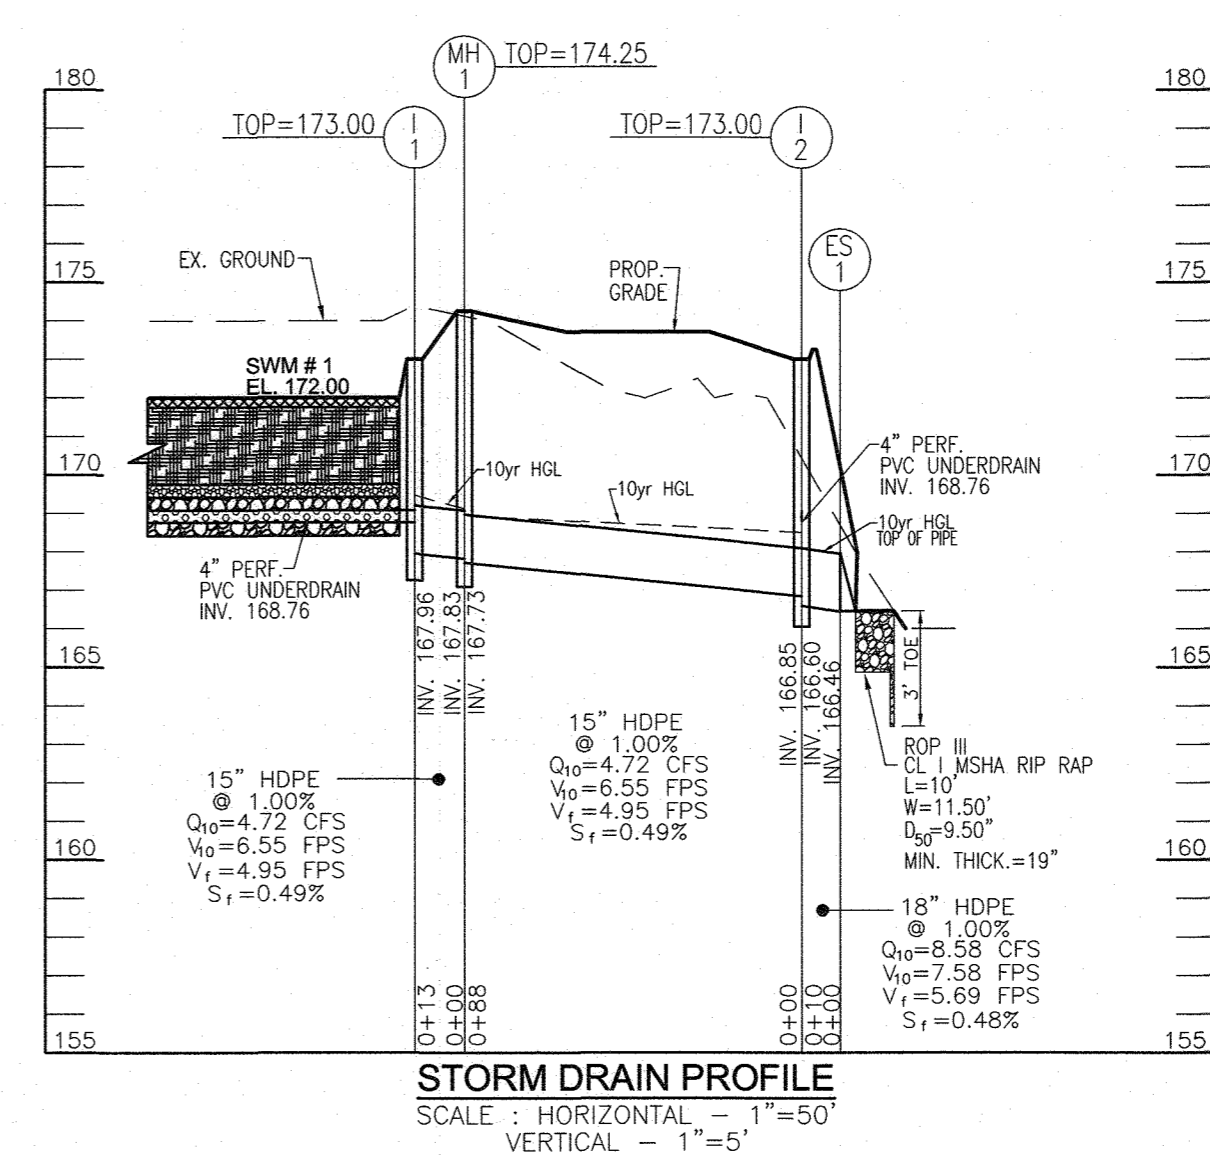 MH
1
TOP=174.25
180
180
TOP=173.00
I
1
TOP=173.00
I
2
ES
1
EX. GROUND
PROP.
GRADE
175
175
SWM # 1
EL. 172.00
170
170
10yr HGL
10yr HGL
4" PERF.
PVC UNDERDRAIN
INV. 168.76
10yr HGL
TOP OF PIPE
4" PERF.
PVC UNDERDRAIN
INV. 168.76
INV. 167.96
INV. 167.83
INV. 167.73
INV. 166.85
INV. 166.60
INV. 166.46
3' TOE
165
165
15" HDPE
@ 1.00%
Q10=4.72 CFS
V10=6.55 FPS
Vf=4.95 FPS
Sf=0.49%
15" HDPE
@ 1.00%
Q10=4.72 CFS
V10=6.55 FPS
Vf=4.95 FPS
Sf=0.49%
ROP III
CL I MSHA RIP RAP
L=10'
W=11.50'
D50=9.50"
MIN. THICK.=19"
160
160
18" HDPE
@ 1.00%
Q10=8.58 CFS
V10=7.58 FPS
Vf=5.69 FPS
Sf=0.48%
0+13
0+00
0+88
0+00
0+10
0+00
155
155
STORM DRAIN PROFILE
SCALE : HORIZONTAL – 1"=50'
VERTICAL – 1"=5'